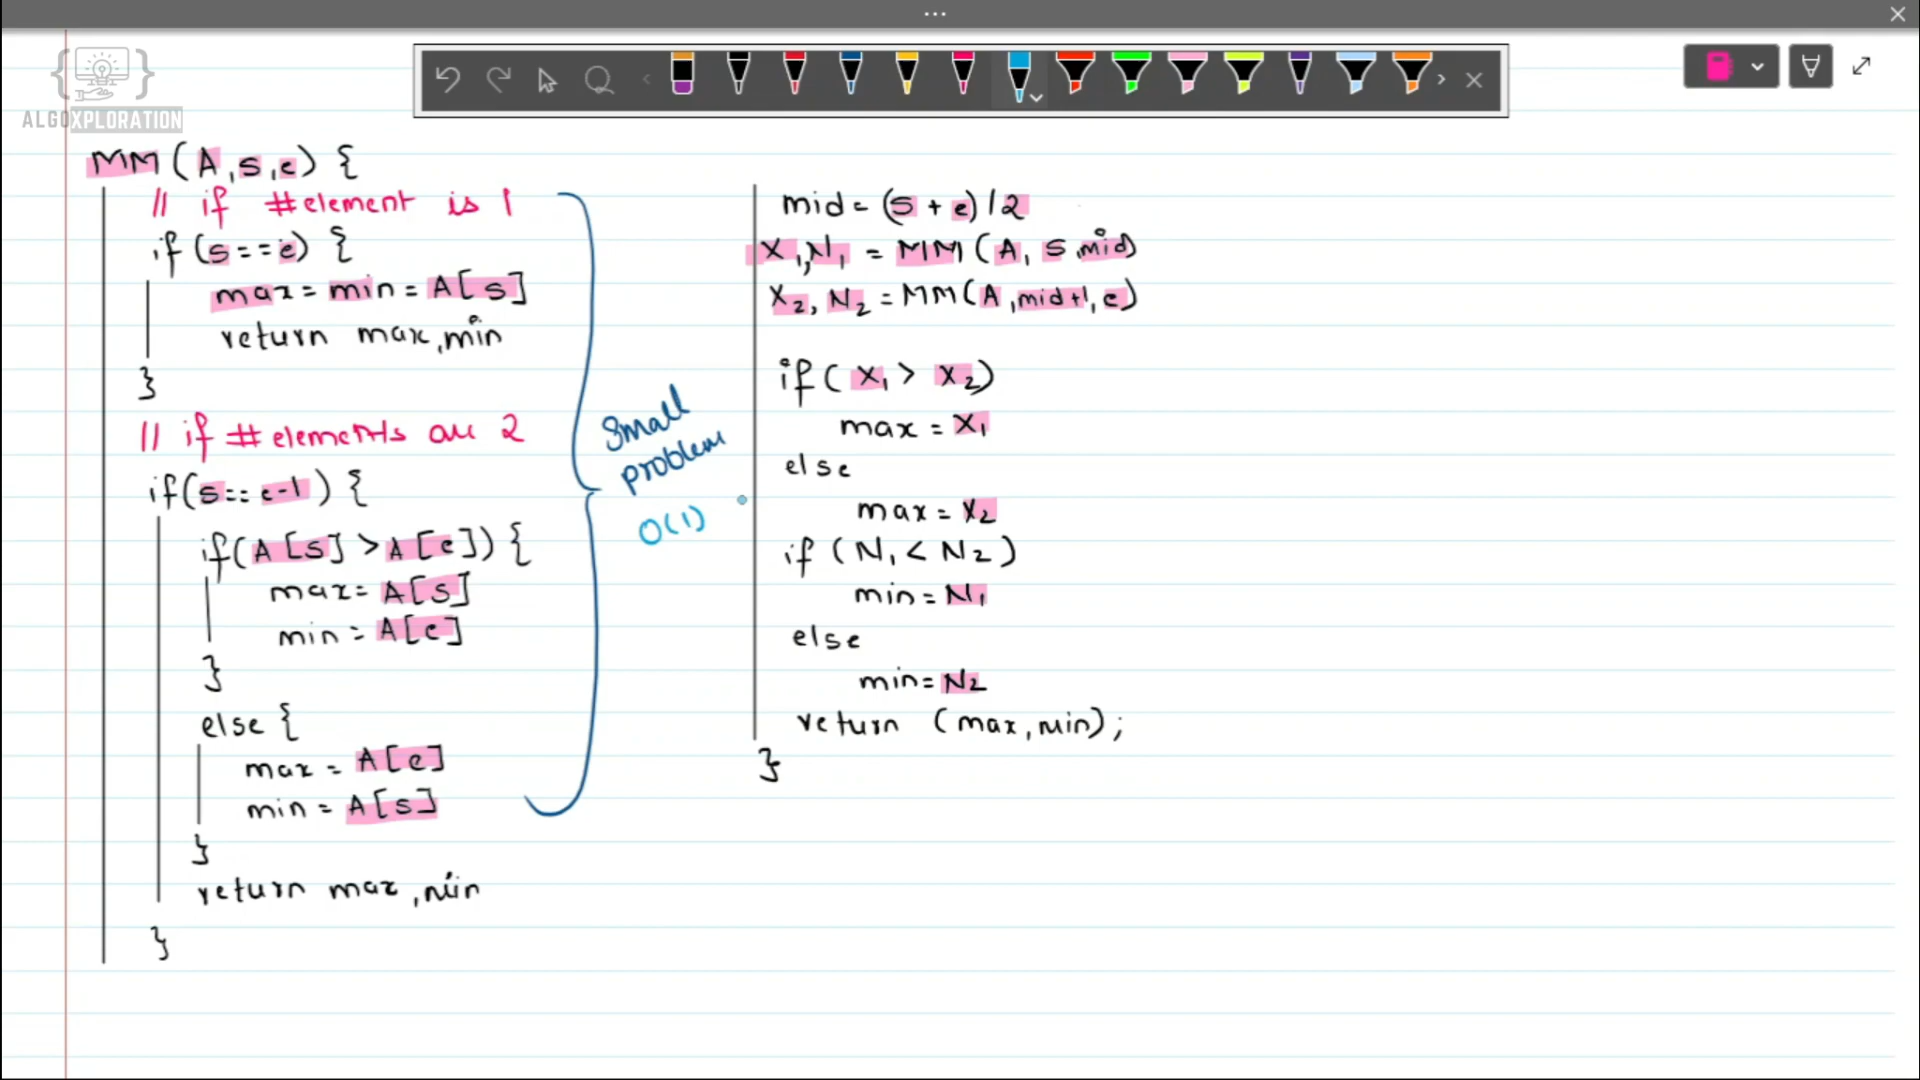 ALGOXPLORATION
MM(A,s,e) {
// if #element is 1
if (s==e) {
max = min = A[s]
return max,min
}
// if #elements are 2
if(s==e-1) {
if(A[s] >A[e]) {
max= A[s]
min = A[e]
}
else {
max = A[e]
min = A[s]
}
return max,min
}
Small
problem
O(1)
mid= (s + e)/2
X1,N1 = MM(A, s,mid)
X2, N2 =MM(A,mid+1,e)
if( X1> X2)
max = X1
else
max = X2
if (N1 < N2)
min = N1
else
min= N2
return (max,min);
}